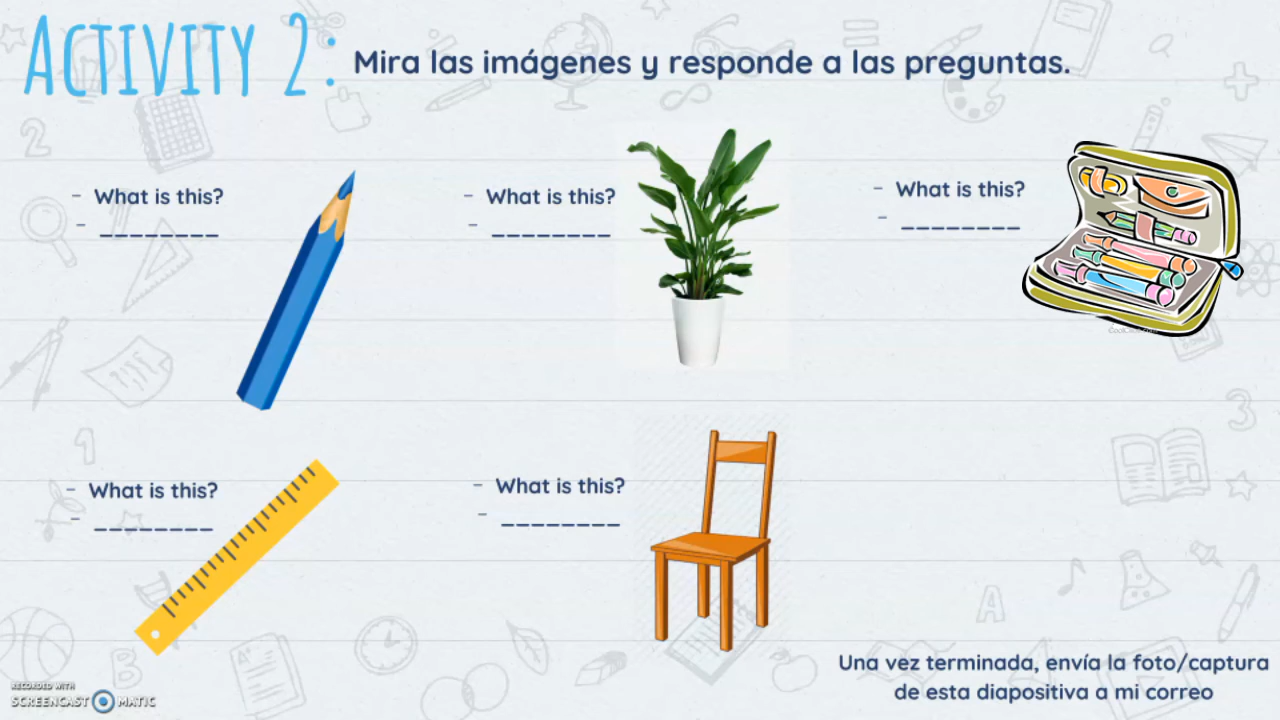 ACTIVITY 2:
Mira las imágenes y responde a las preguntas.
- What is this?
- ________
- What is this?
- ________
- What is this?
- ________
- What is this?
- ________
- What is this?
- ________
Una vez terminada, envía la foto/captura
de esta diapositiva a mi correo
RECORDED WITH
SCREENCAST MATIC